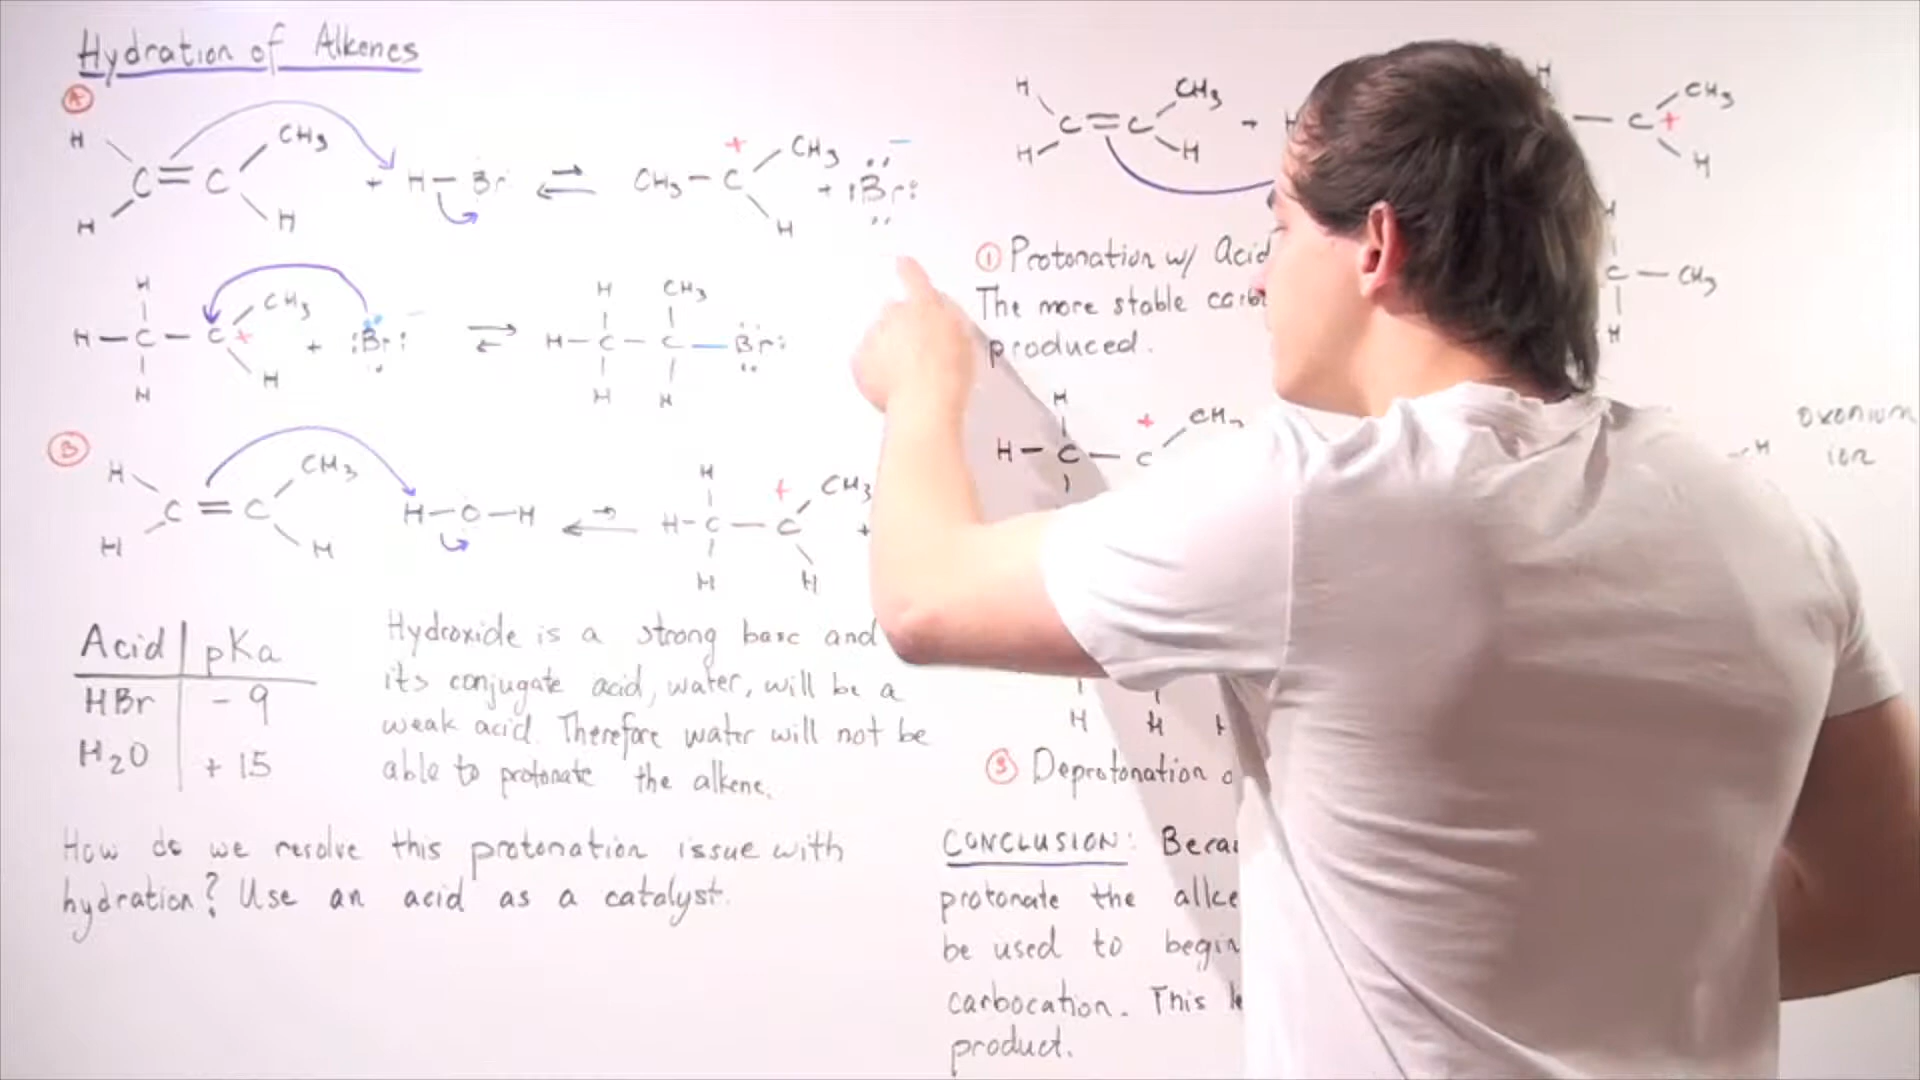 Hydration of Alkenes
A
H CH3
C = C + H - Br ⇌ CH3 - C + CH3 + :Br: -
H H H
H CH3 H CH3
H - C - C + + :Br: ⇌ H - C - C - Br:
H H H H
B
H CH3 H + CH3
C = C H - O - H ⇌ H - C - C +
H H H H
Acid pKa
HBr - 9
H2O + 15
Hydroxide is a strong base and
its conjugate acid, water, will be a
weak acid. Therefore water will not be
able to protonate the alkene.
How do we resolve this protonation issue with
hydration? Use an acid as a catalyst.
H CH3 H CH3
C = C + H - C +
H H H
H
C - CH3
H
1 Protonation w/ Acid
The more stable
produced.
H + CH3
H - C - C
H oxonium
ion
H H
3 Deprotonation
CONCLUSION:
protonate the
be used to begin
carbocation. This
product.